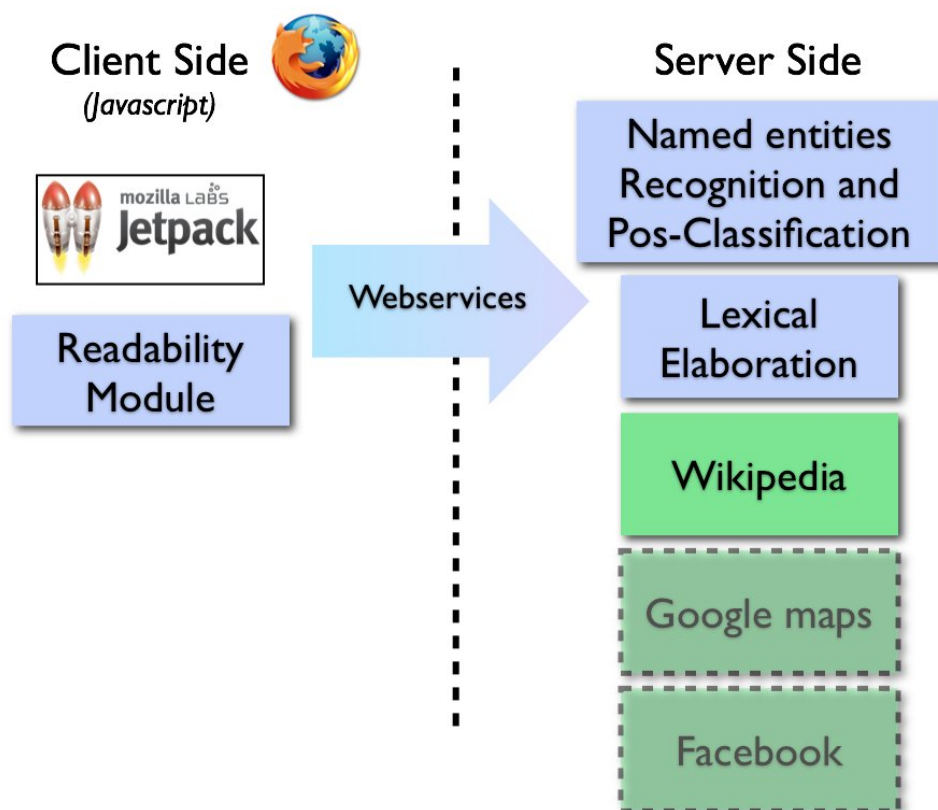 Client Side
(Javascript)
mozilla LABS
Jetpack
Readability
Module
Webservices
Server Side
Named entities
Recognition and
Pos-Classification
Lexical
Elaboration
Wikipedia
Google maps
Facebook